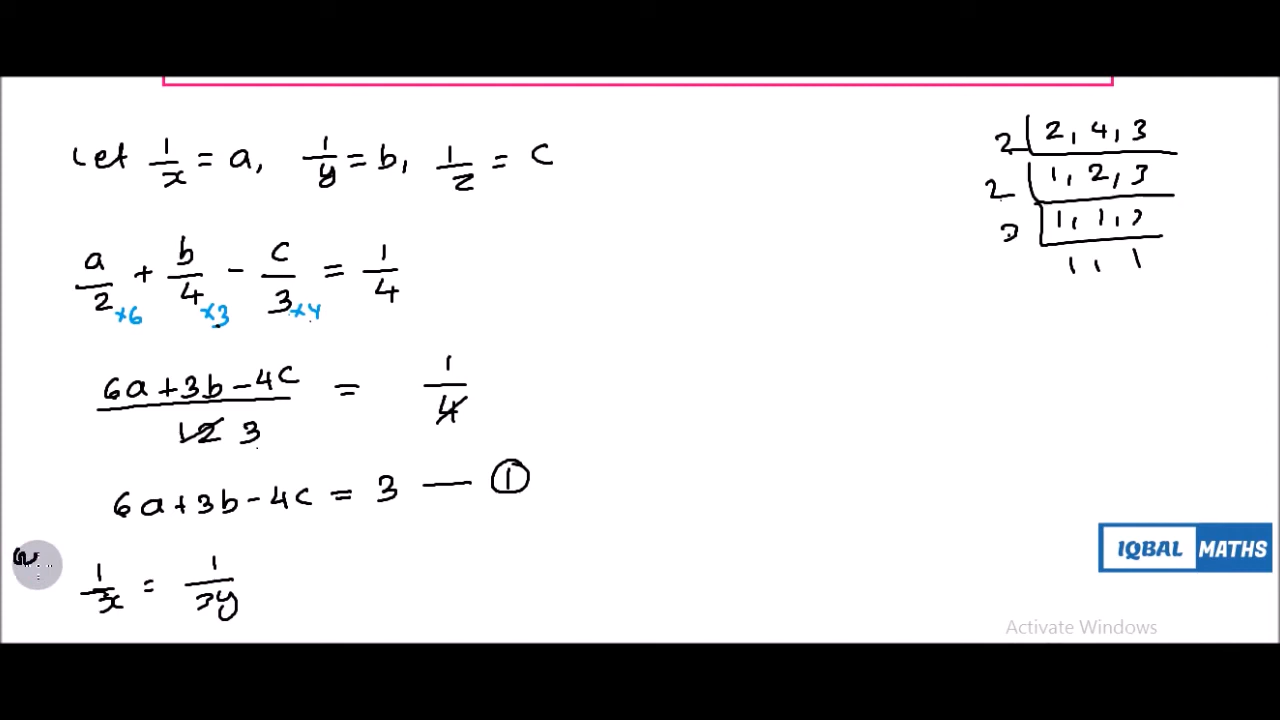 Let 1/x = a, 1/y = b, 1/z = c
a/2 + b/4 - c/3 = 1/4
×6 ×3 ×4
6a+3b-4c/12 3 = 1/4
6a+3b-4c = 3 — ①
1/x = 1/3y
2 | 2, 4, 3
2 | 1, 2, 3
3 | 1, 1, 3
1, 1
IQBAL MATHS
Activate Windows